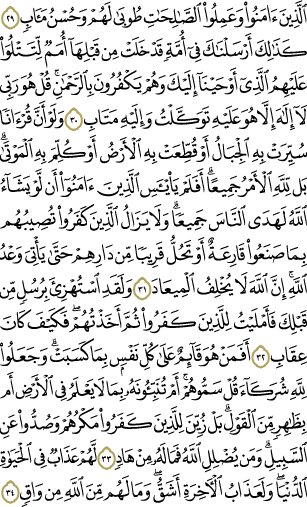 ٱلَّذِينَ ءَامَنُوا۟ وَعَمِلُوا۟ ٱلصَّـٰلِحَـٰتِ طُوبَىٰ لَهُمْ وَحُسْنُ مَـَٔابٍ ٢٩
كَذَٰلِكَ أَرْسَلْنَـٰكَ فِىٓ أُمَّةٍ قَدْ خَلَتْ مِن قَبْلِهَآ أُمَمٌ لِّتَتْلُوَا۟
عَلَيْهِمُ ٱلَّذِىٓ أَوْحَيْنَآ إِلَيْكَ وَهُمْ يَكْفُرُونَ بِٱلرَّحْمَـٰنِ ۚ قُلْ هُوَ رَبِّى
لَآ إِلَـٰهَ إِلَّا هُوَ عَلَيْهِ تَوَكَّلْتُ وَإِلَيْهِ مَتَابِ ٣٠ وَلَوْ أَنَّ قُرْءَانًا
سُيِّرَتْ بِهِ ٱلْجِبَالُ أَوْ قُطِّعَتْ بِهِ ٱلْأَرْضُ أَوْ كُلِّمَ بِهِ ٱلْمَوْتَىٰ ۗ
بَل لِّلَّهِ ٱلْأَمْرُ جَمِيعًا ۗ أَفَلَمْ يَا۟يْـَٔسِ ٱلَّذِينَ ءَامَنُوٓا۟ أَن لَّوْ يَشَآءُ
ٱللَّهُ لَهَدَى ٱلنَّاسَ جَمِيعًا ۗ وَلَا يَزَالُ ٱلَّذِينَ كَفَرُوا۟ تُصِيبُهُم
بِمَا صَنَعُوا۟ قَارِعَةٌ أَوْ تَحُلُّ قَرِيبًا مِّن دَارِهِمْ حَتَّىٰ يَأْتِىَ وَعْدُ
ٱللَّهِ ۚ إِنَّ ٱللَّهَ لَا يُخْلِفُ ٱلْمِيعَادَ ٣١ وَلَقَدِ ٱسْتُهْزِئَ بِرُسُلٍ مِّن
قَبْلِكَ فَأَمْلَيْتُ لِلَّذِينَ كَفَرُوا۟ ثُمَّ أَخَذْتُهُمْ ۖ فَكَيْفَ كَانَ
عِقَابِ ٣٢ أَفَمَنْ هُوَ قَآئِمٌ عَلَىٰ كُلِّ نَفْسٍۭ بِمَا كَسَبَتْ ۗ وَجَعَلُوا۟
لِلَّهِ شُرَكَآءَ قُلْ سَمُّوهُمْ ۚ أَمْ تُنَبِّـُٔونَهُۥ بِمَا لَا يَعْلَمُ فِى ٱلْأَرْضِ أَم
بِظَـٰهِرٍ مِّنَ ٱلْقَوْلِ ۗ بَلْ زُيِّنَ لِلَّذِينَ كَفَرُوا۟ مَكْرُهُمْ وَصُدُّوا۟ عَنِ
ٱلسَّبِيلِ ۗ وَمَن يُضْلِلِ ٱللَّهُ فَمَا لَهُۥ مِنْ هَادٍ ٣٣ لَّهُمْ عَذَابٌ فِى ٱلْحَيَوٰةِ
ٱلدُّنْيَا ۖ وَلَعَذَابُ ٱلْـَٔاخِرَةِ أَشَقُّ ۖ وَمَا لَهُم مِّنَ ٱللَّهِ مِن وَاقٍ ٣٤